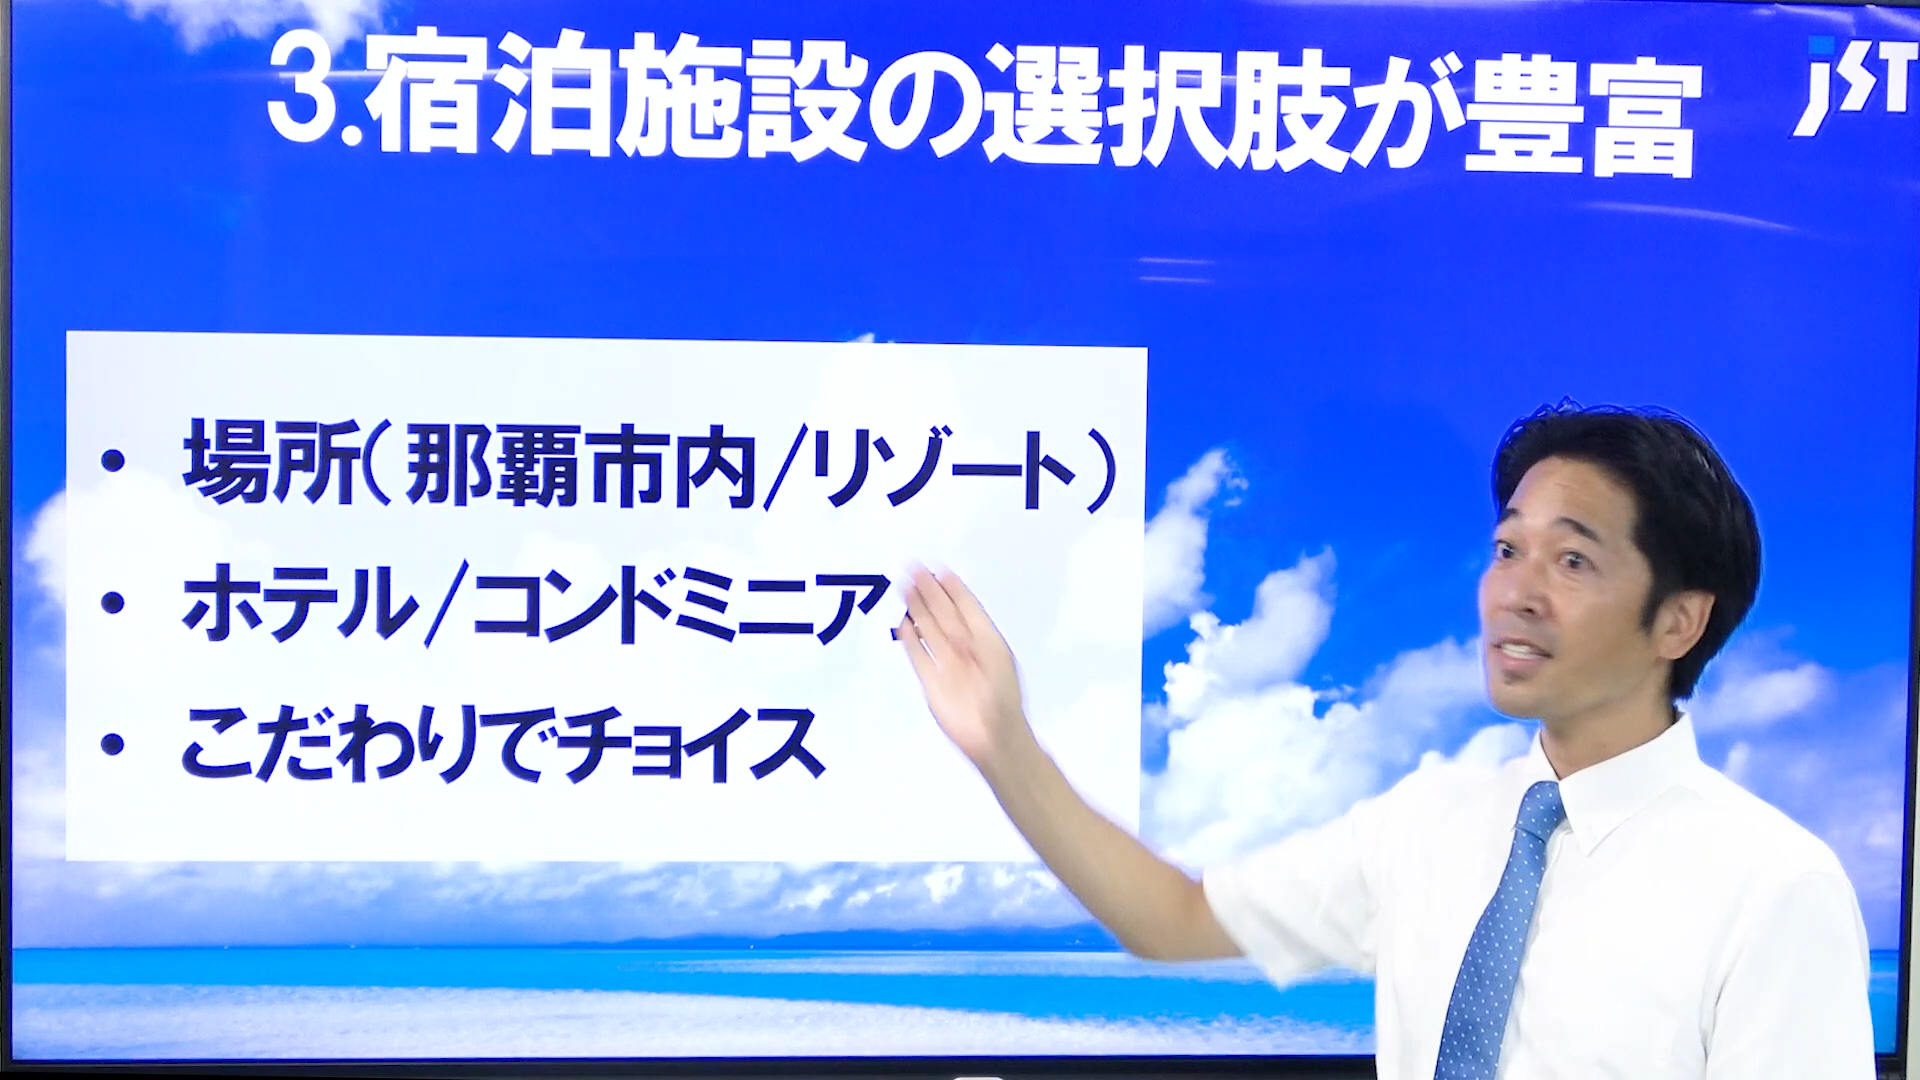 3.宿泊施設の選択肢が豊富
jST
• 場所(那覇市内/リゾート)
• ホテル/コンドミニア
• こだわりでチョイス